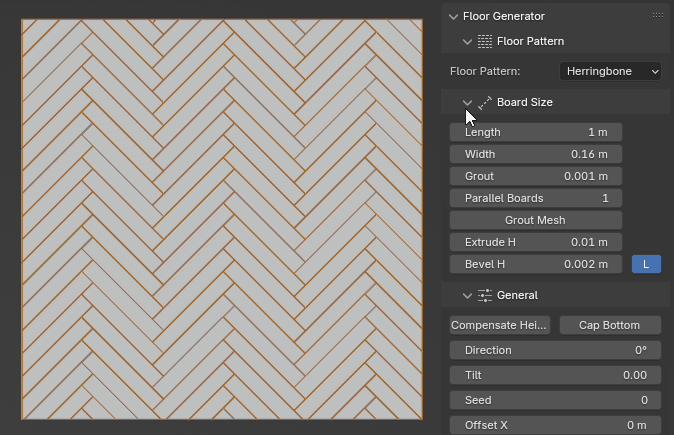 Floor Generator
Floor Pattern
Floor Pattern: Herringbone
Board Size
Length 1 m
Width 0.16 m
Grout 0.001 m
Parallel Boards 1
Grout Mesh
Extrude H 0.01 m
Bevel H 0.002 m L
General
Compensate Hei... Cap Bottom
Direction 0°
Tilt 0.00
Seed 0
Offset X 0 m